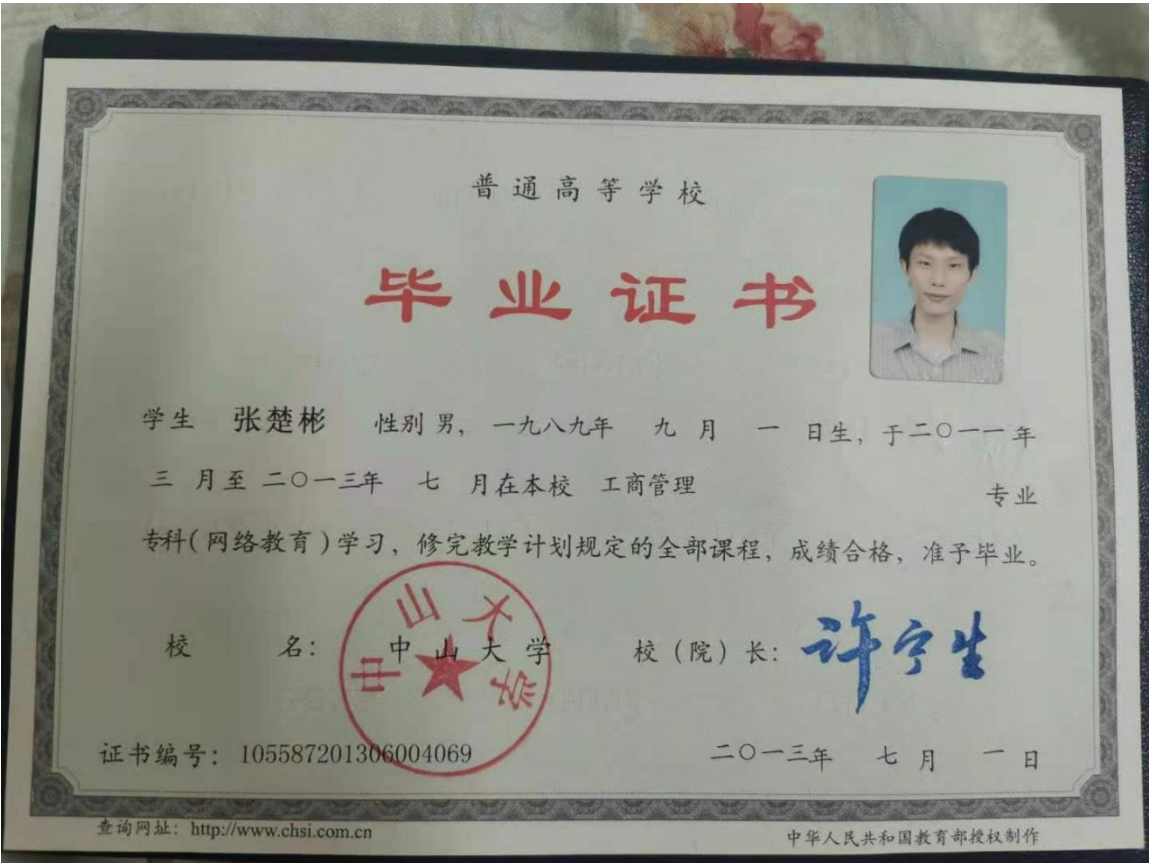 普通高等学校
毕业证书
学生 张楚彬 性别 男， 一九八九年 九 月 一 日生，于二〇一一年
三 月至 二〇一三年 七 月在本校 工商管理 专业
专科(网络教育)学习，修完教学计划规定的全部课程，成绩合格，准予毕业。
中山大学
校 名： 中山大学 校（院）长： 许宁生
证书编号： 105587201306004069 二〇一三年 七 月 一 日
查询网址：http://www.chsi.com.cn 中华人民共和国教育部授权制作